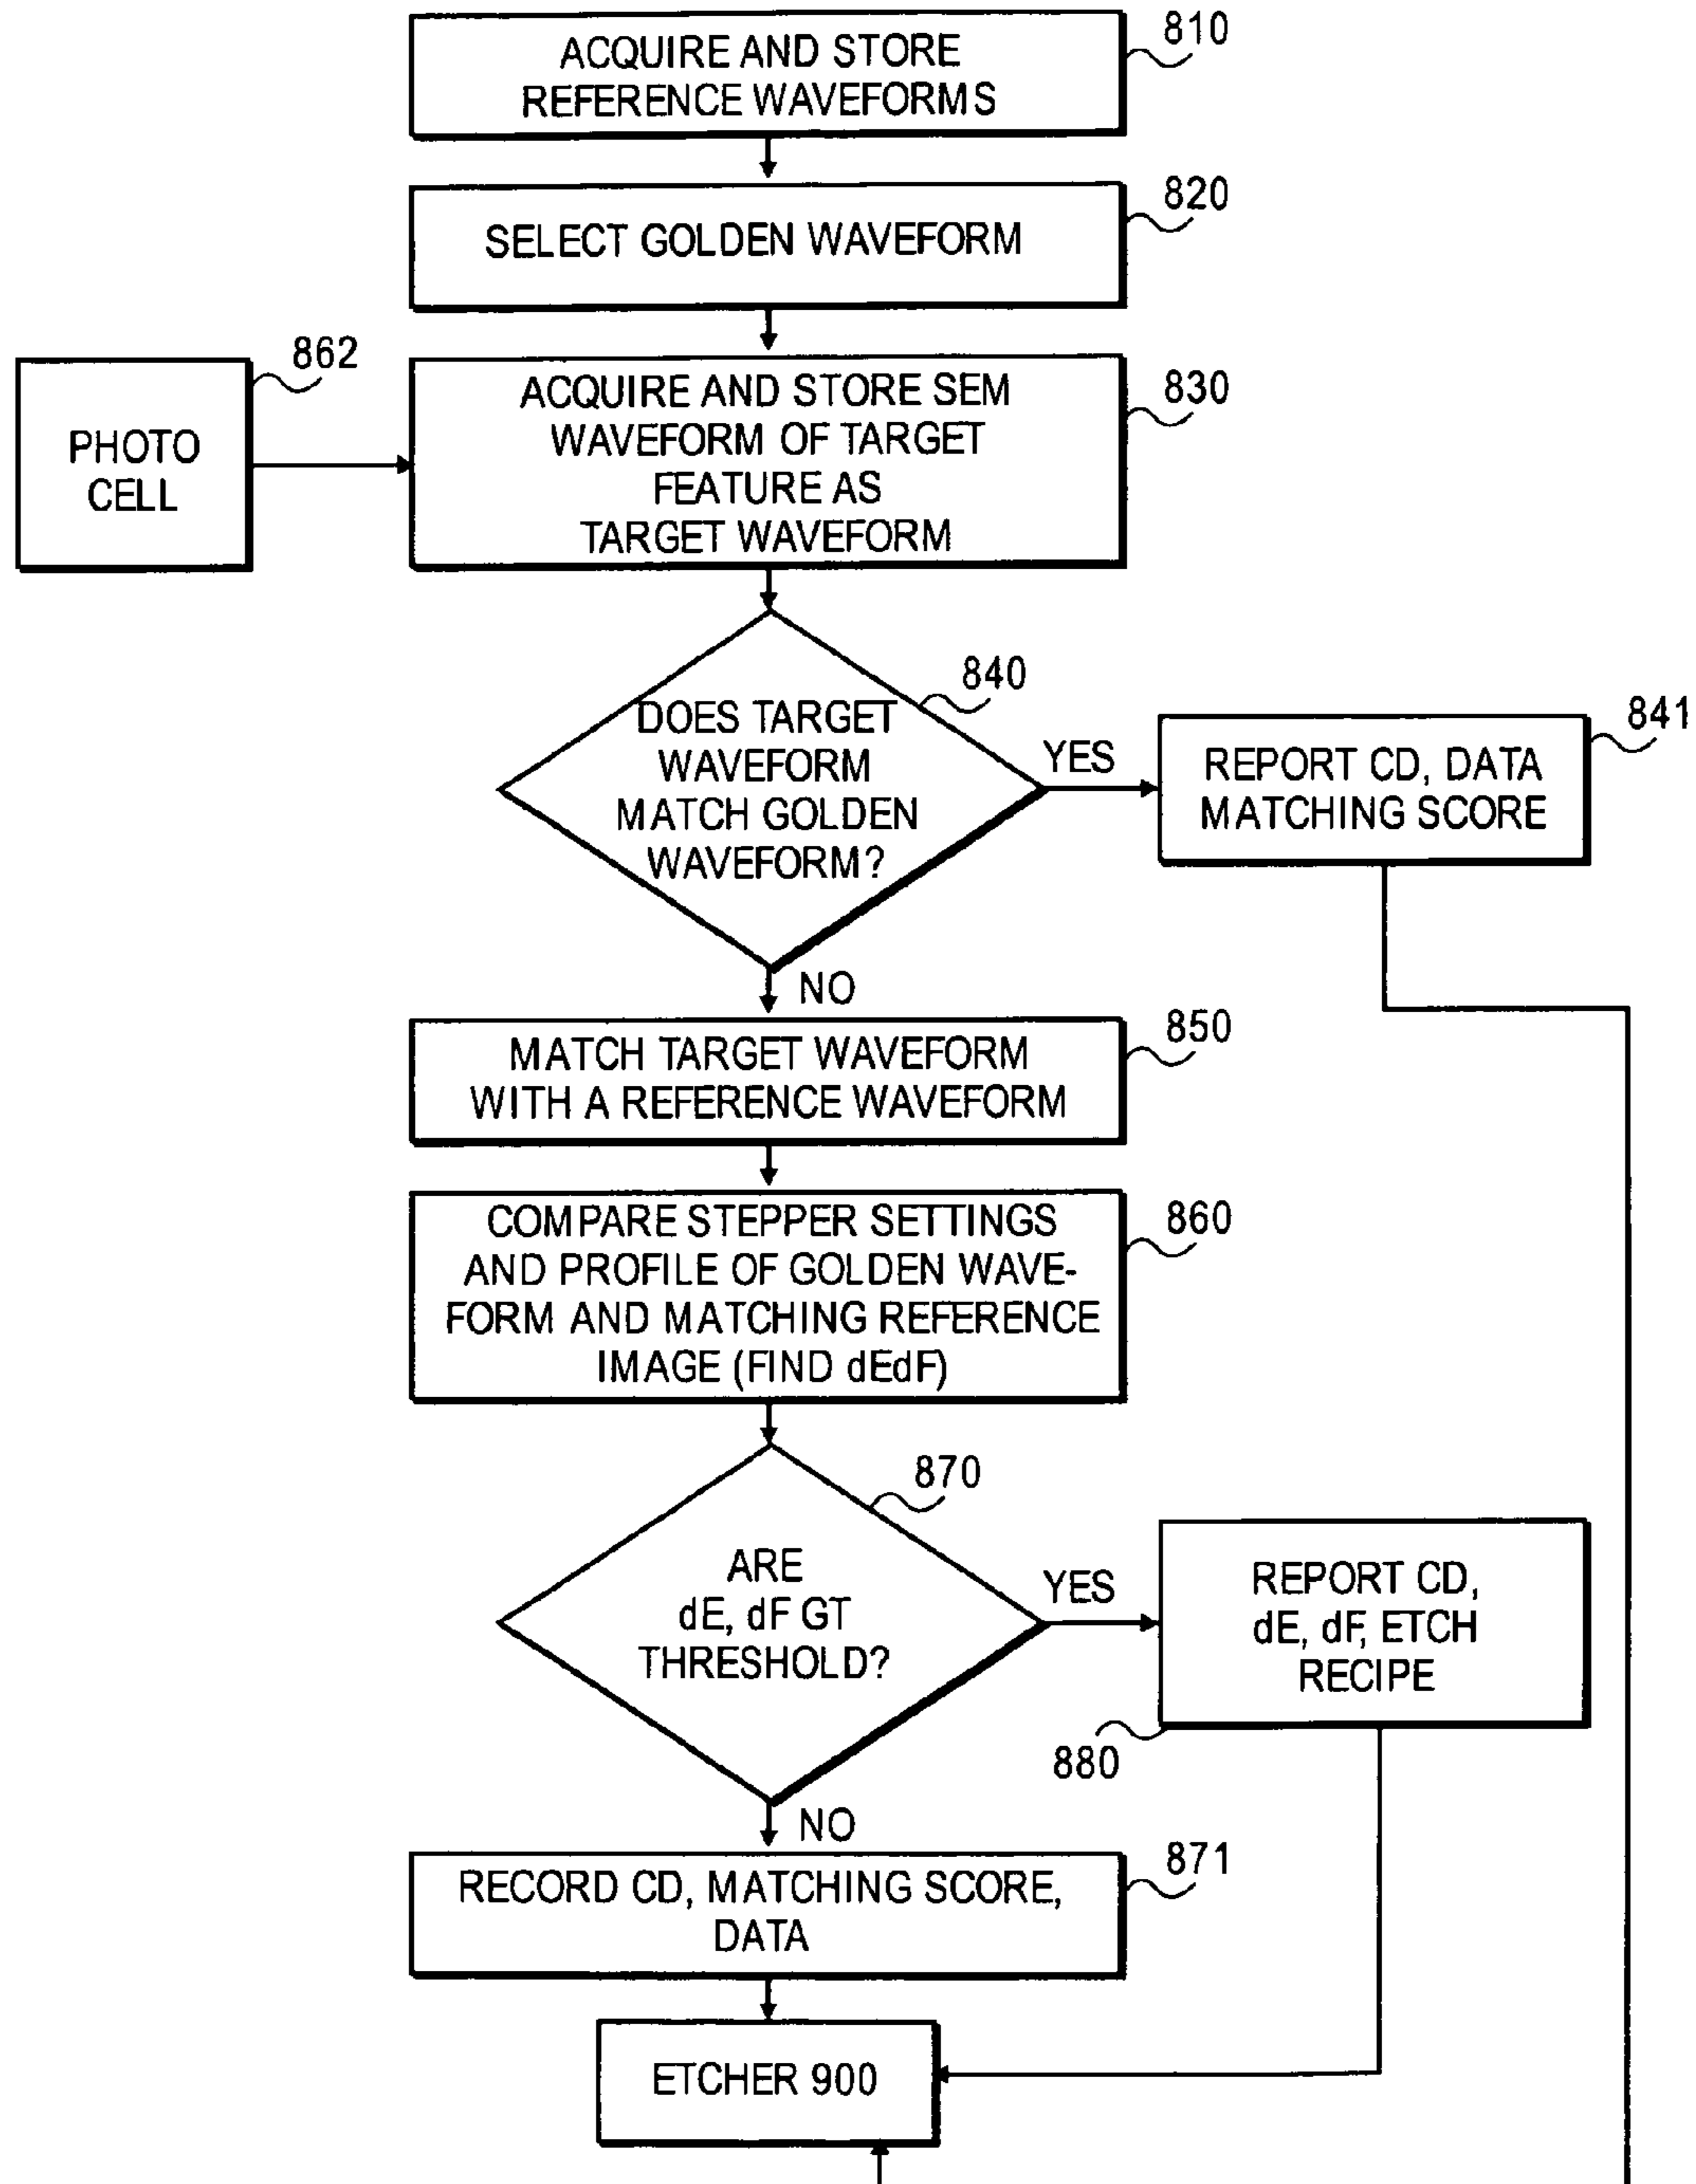 ACQUIRE AND STORE
REFERENCE WAVEFORMS
810
SELECT GOLDEN WAVEFORM
820
PHOTO
CELL
862
ACQUIRE AND STORE SEM
WAVEFORM OF TARGET
FEATURE AS
TARGET WAVEFORM
830
DOES TARGET
WAVEFORM
MATCH GOLDEN
WAVEFORM?
840
YES
REPORT CD, DATA
MATCHING SCORE
841
NO
MATCH TARGET WAVEFORM
WITH A REFERENCE WAVEFORM
850
COMPARE STEPPER SETTINGS
AND PROFILE OF GOLDEN WAVE-
FORM AND MATCHING REFERENCE
IMAGE (FIND dEdF)
860
ARE
dE, dF GT
THRESHOLD?
870
YES
REPORT CD,
dE, dF, ETCH
RECIPE
880
NO
RECORD CD, MATCHING SCORE,
DATA
871
ETCHER 900